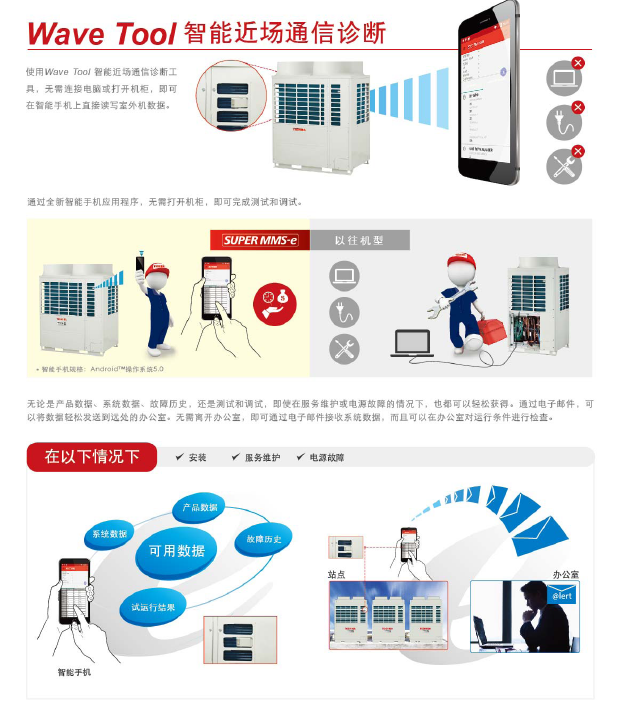 Wave Tool 智能近场通信诊断
使用Wave Tool 智能近场通信诊断工
具，无需连接电脑或打开机柜，即可
在智能手机上直接读写室外机数据。
通过全新智能手机应用程序，无需打开机柜，即可完成测试和调试。
SUPER MMS-e
以往机型
• 智能手机磁移：Android™操作系统5.0
无论是产品数据、系统数据、故障历史，还是测试和调试，即使在服务维护或电源故障的情况下，也都可以轻松获得。通过电子邮件，可
以将数据轻松发送到远处的办公室。无需离开办公室，即可通过电子邮件接收系统数据，而且可以在办公室对运行条件进行检查。
在以下情况下
✓ 安装 ✓ 服务维护 ✓ 电源故障
产品数据
系统数据
可用数据
故障历史
试运行结果
智能手机
站点
办公室
@lert